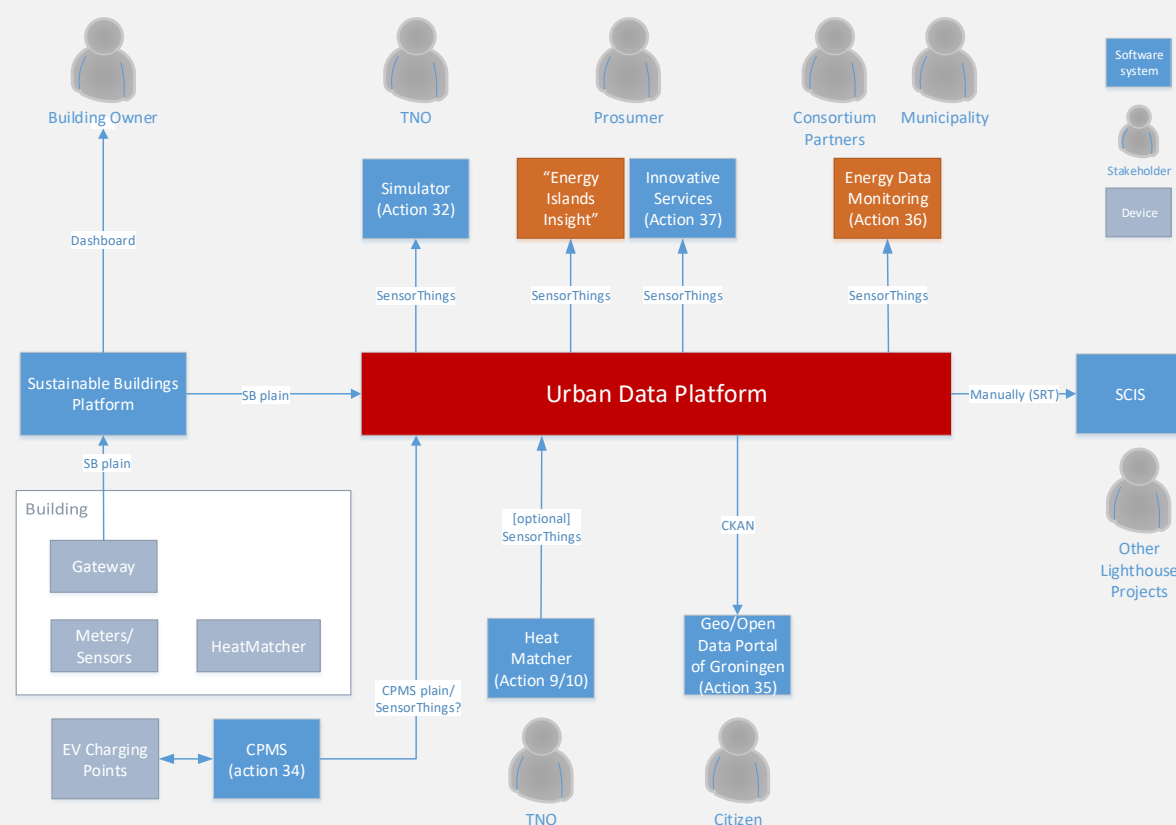 Building Owner
TNO
Prosumer
Consortium
Partners
Municipality
Software
system
Stakeholder
Device
Simulator
(Action 32)
“Energy
Islands
Insight”
Innovative
Services
(Action 37)
Energy Data
Monitoring
(Action 36)
Dashboard
SensorThings
SensorThings
SensorThings
SensorThings
Sustainable Buildings
Platform
SB plain
Urban Data Platform
Manually (SRT)
SCIS
SB plain
Building
Gateway
Meters/
Sensors
HeatMatcher
[optional]
SensorThings
CKAN
Other
Lighthouse
Projects
Heat
Matcher
(Action 9/10)
Geo/Open
Data Portal
of Groningen
(Action 35)
CPMS plain/
SensorThings?
EV Charging
Points
CPMS
(action 34)
TNO
Citizen